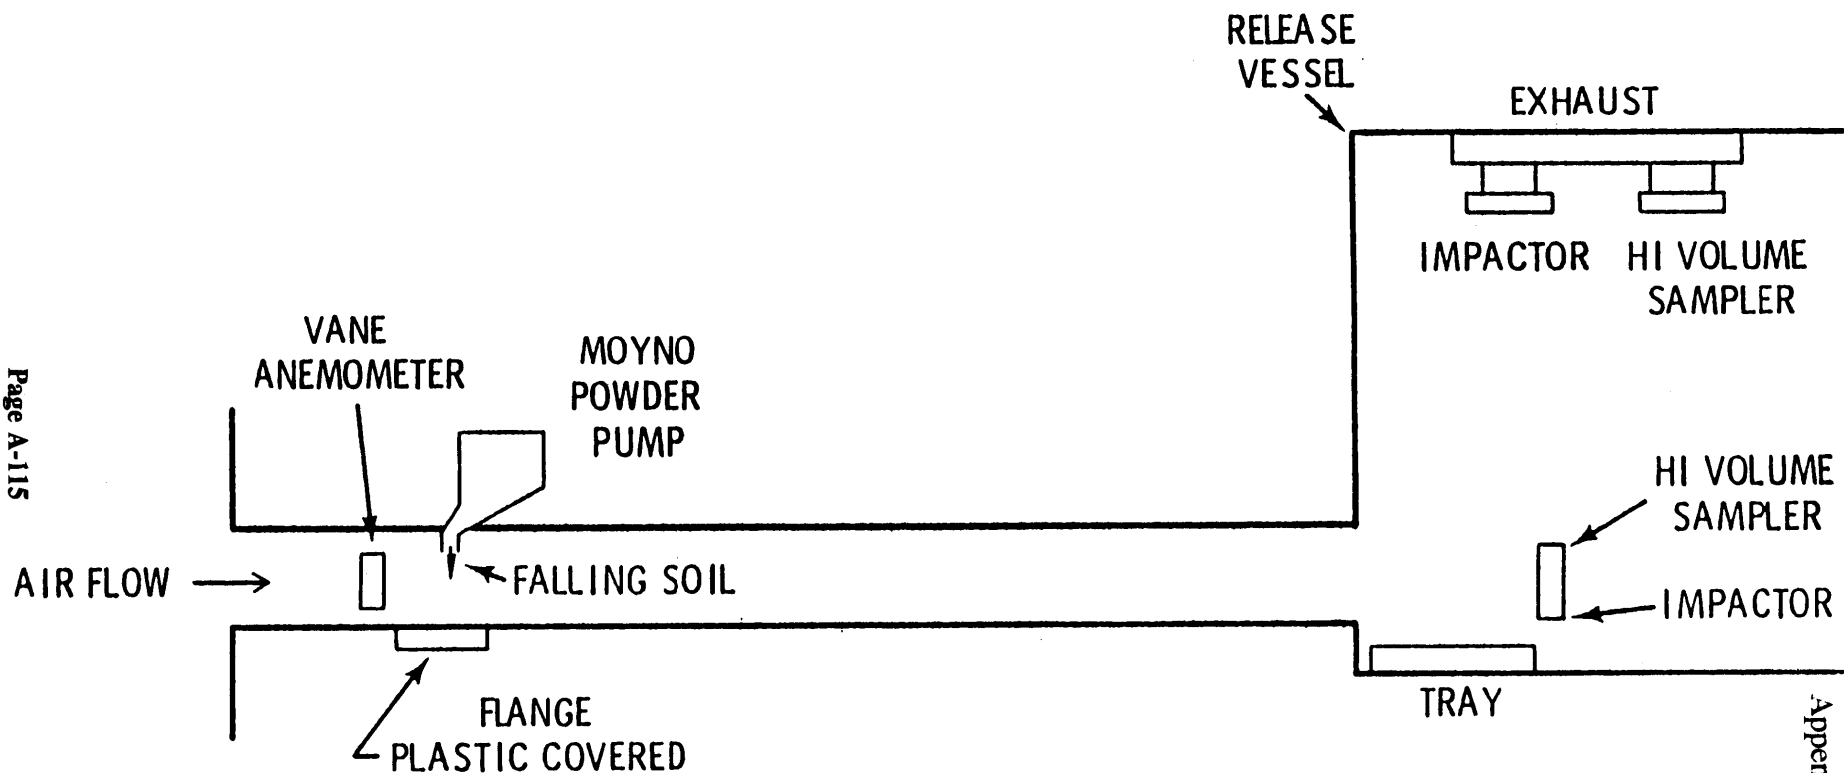 RELEASE
VESSEL
EXHAUST
IMPACTOR
HI VOLUME
SAMPLER
VANE
ANEMOMETER
MOYNO
POWDER
PUMP
HI VOLUME
SAMPLER
AIR FLOW
FALLING SOIL
IMPACTOR
TRAY
FLANGE
PLASTIC COVERED
Page A-115
Appen